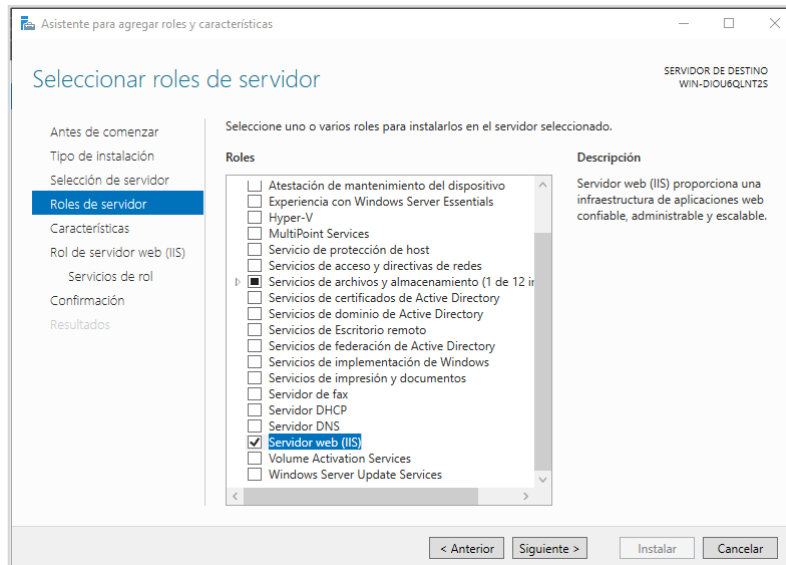 Asistente para agregar roles y características
Seleccionar roles de servidor
SERVIDOR DE DESTINO
WIN-DIOU6QLNT2S
Antes de comenzar
Tipo de instalación
Selección de servidor
Roles de servidor
Características
Rol de servidor web (IIS)
Servicios de rol
Confirmación
Resultados
Seleccione uno o varios roles para instalarlos en el servidor seleccionado.
Roles
Atestación de mantenimiento del dispositivo
Experiencia con Windows Server Essentials
Hyper-V
MultiPoint Services
Servicio de protección de host
Servicios de acceso y directivas de redes
Servicios de archivos y almacenamiento (1 de 12 in
Servicios de certificados de Active Directory
Servicios de dominio de Active Directory
Servicios de Escritorio remoto
Servicios de federación de Active Directory
Servicios de implementación de Windows
Servicios de impresión y documentos
Servidor de fax
Servidor DHCP
Servidor DNS
Servidor web (IIS)
Volume Activation Services
Windows Server Update Services
Descripción
Servidor web (IIS) proporciona una
infraestructura de aplicaciones web
confiable, administrable y escalable.
< Anterior
Siguiente >
Instalar
Cancelar